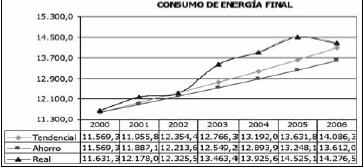 CONSUMO DE ENERGÍA FINAL
15.300,0
14.500,0
13.700,0
12.900,0
12.100,0
11.300,0
2000 2001 2002 2003 2004 2005 2006
Tendencial 11.569,3 11.955,8 12.354,4 12.766,3 13.192,0 13.631,8 14.086,3
Ahorro 11.569,3 11.887,1 12.213,6 12.549,2 12.893,9 13.248,1 13.612,0
Real 11.631,3 12.178,0 12.325,5 13.463,4 13.925,6 14.525,1 14.276,5